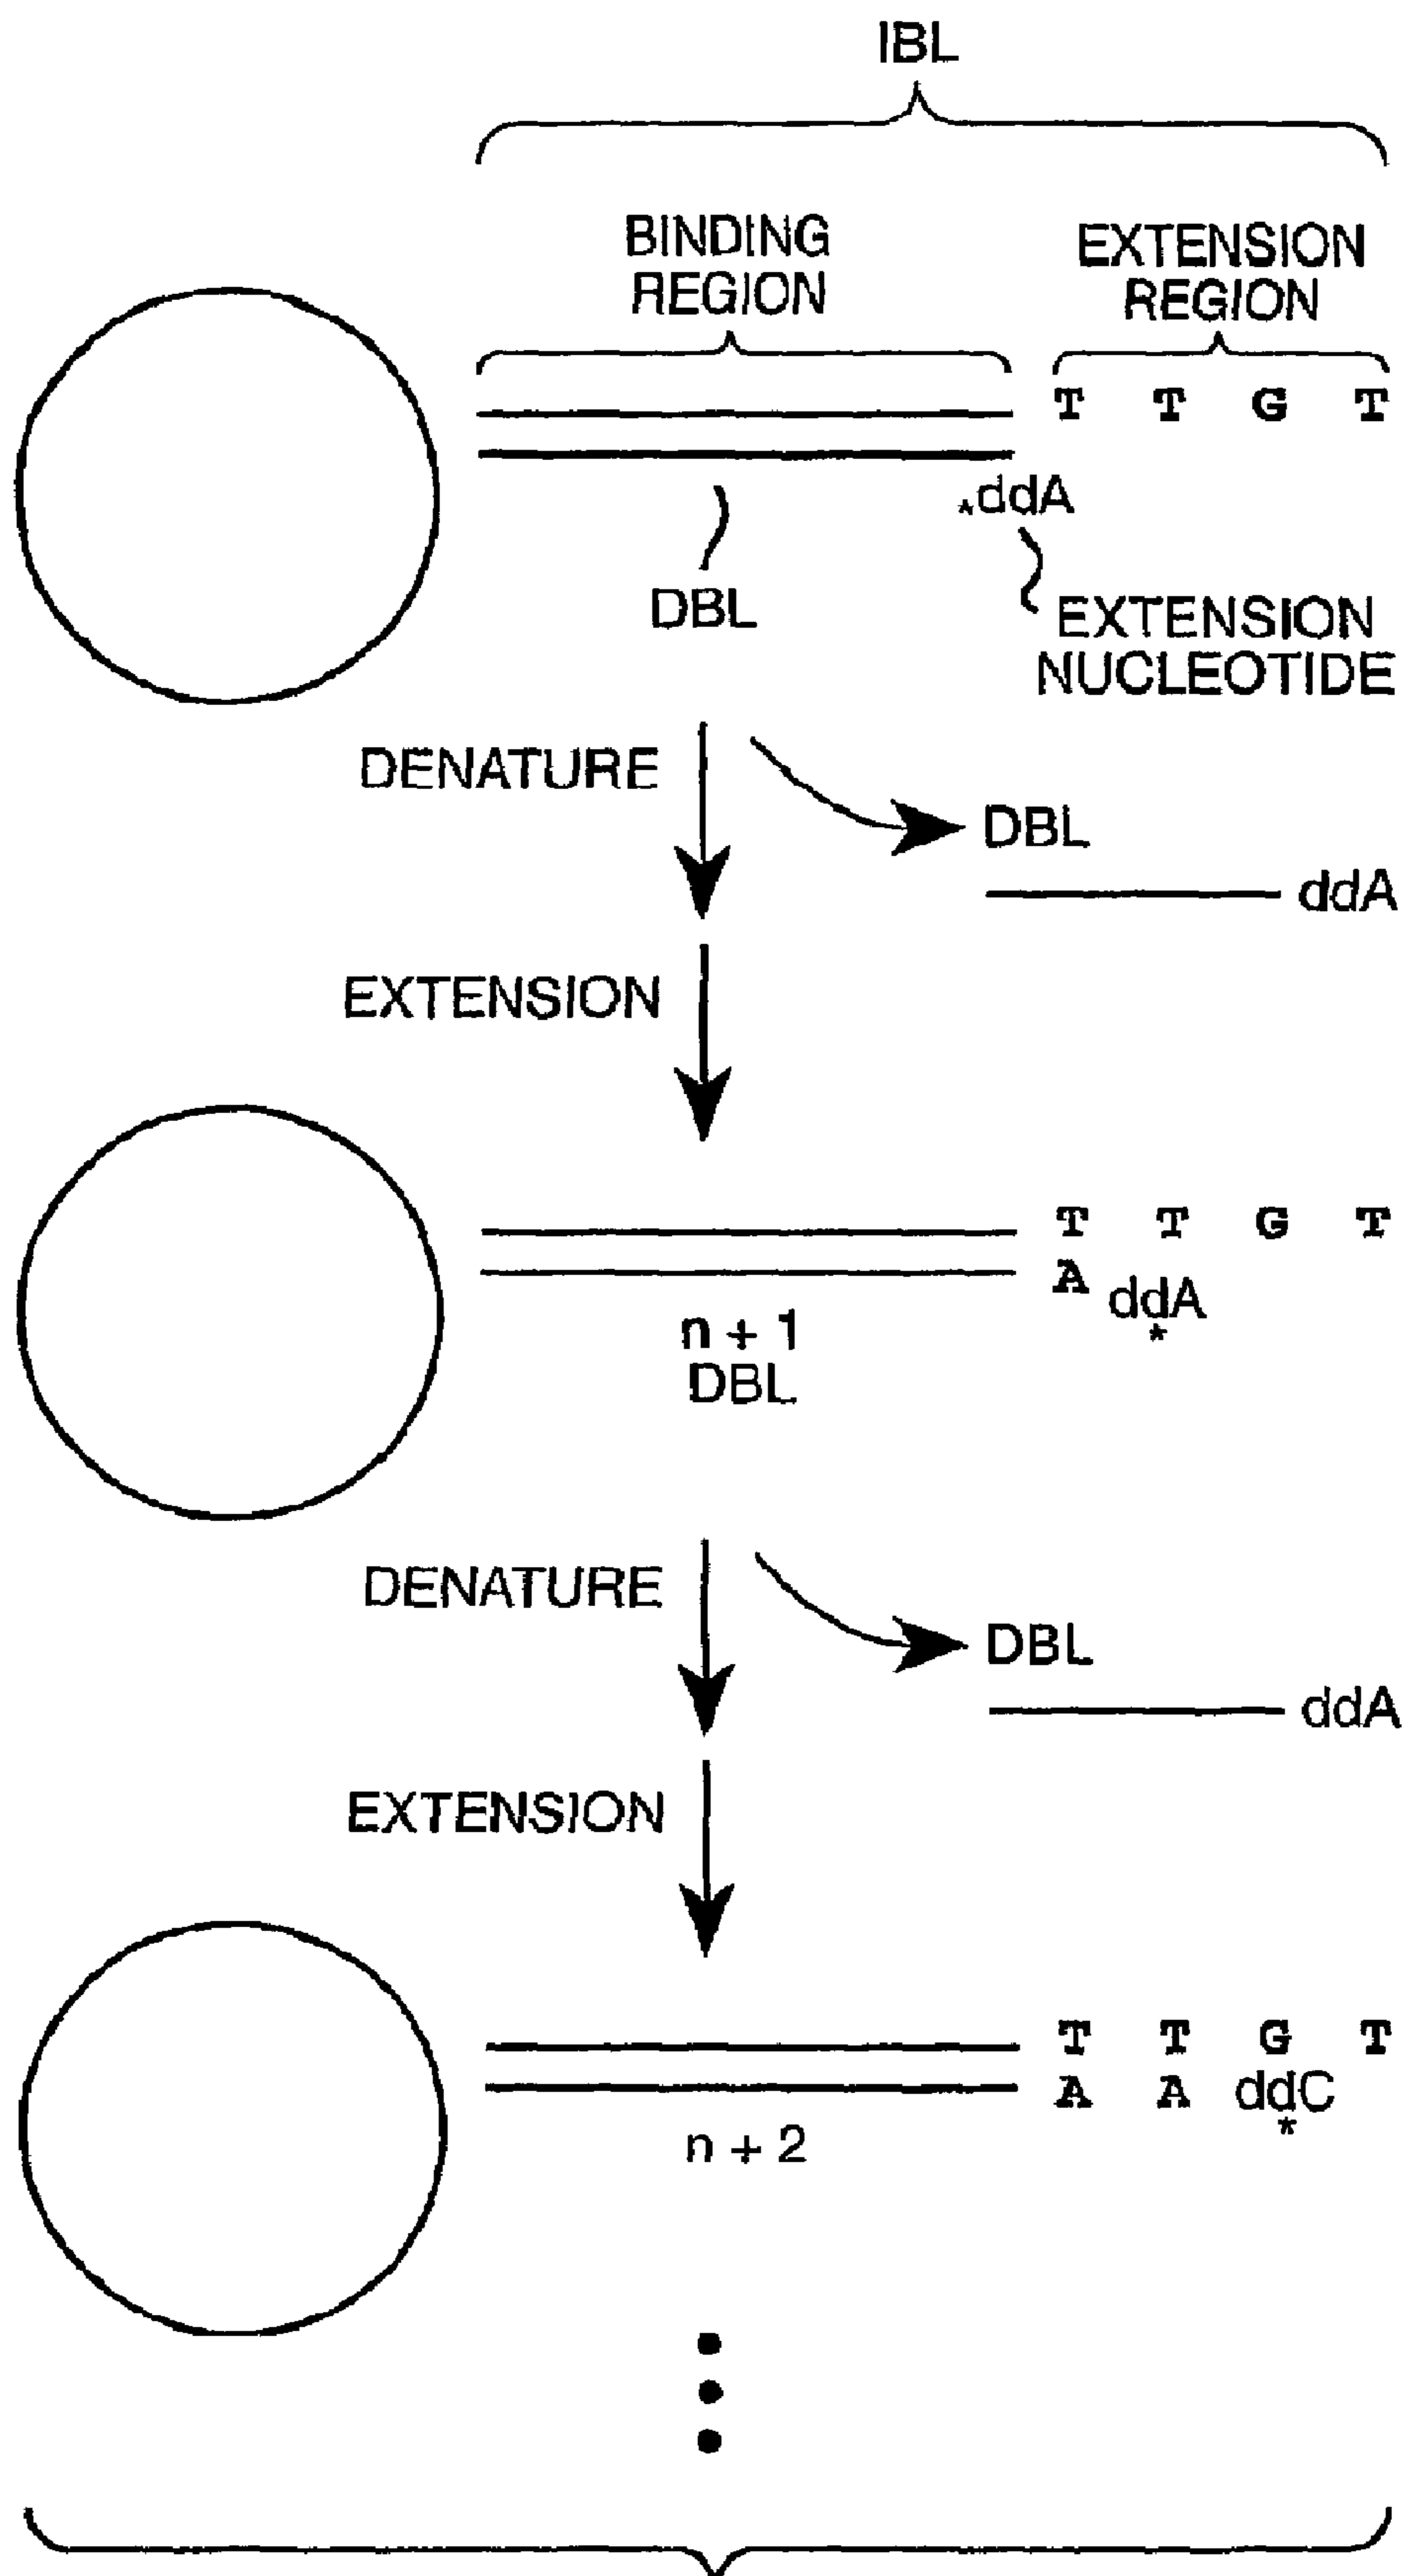 IBL
BINDING
REGION
EXTENSION
REGION
T T G T
*ddA
DBL
EXTENSION
NUCLEOTIDE
DENATURE
DBL
ddA
EXTENSION
T T G T
A ddA
*
n + 1
DBL
DENATURE
DBL
ddA
EXTENSION
T T G T
A A ddC
*
n + 2